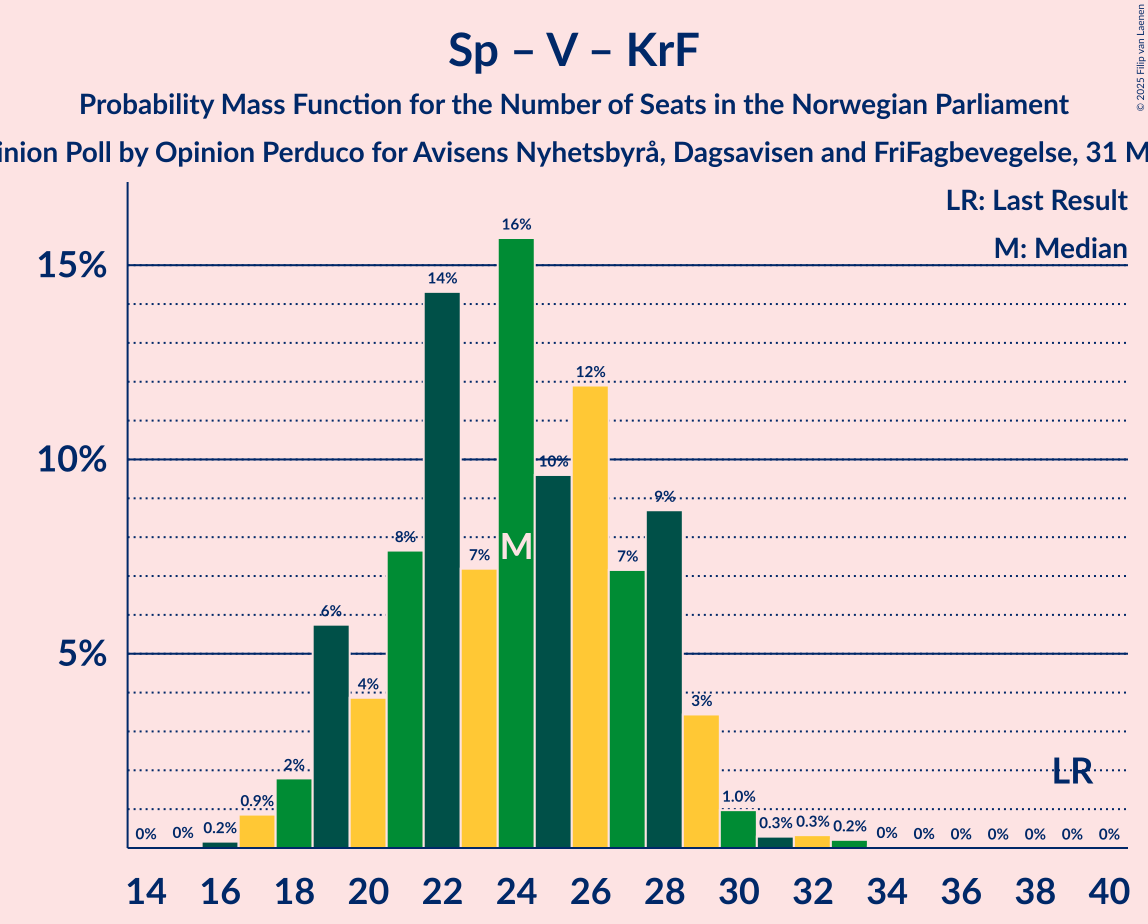 Sp – V – KrF
Probability Mass Function for the Number of Seats in the Norwegian Parliament
Opinion Poll by Opinion Perduco for Avisens Nyhetsbyrå, Dagsavisen and FriFagbevegelse, 31 M
© 2025 Filip van Laenen
LR: Last Result
M: Median
15%
10%
5%
0% 0% 0.2% 0.9% 2% 6% 4% 8% 14% 7% 16% 10% 12% 7% 9% 3% 1.0% 0.3% 0.3% 0.2% 0% 0% 0% 0% 0% 0% 0%
M
LR
14 16 18 20 22 24 26 28 30 32 34 36 38 40